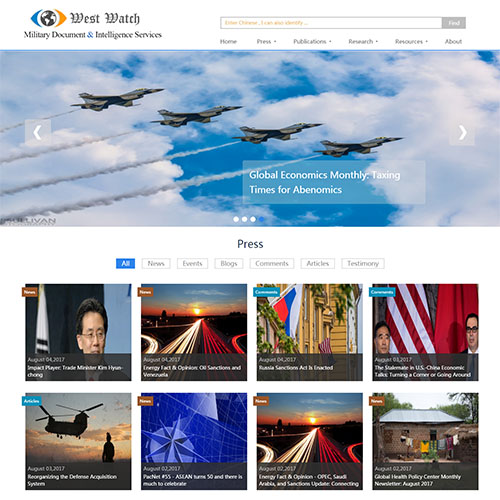 West Watch
Military Document & Intelligence Services
Enter Chinese , I can also identify ...
Find
Home
Press
Publications
Research
Resources
About
Global Economics Monthly: Taxing
Times for Abenomics
Press
All
News
Events
Blogs
Comments
Articles
Testimony
News
August 04,2017
Impact Player: Trade Minister Kim Hyun-
chong
News
August 04,2017
Energy Fact & Opinion: Oil Sanctions and
Venezuela
Comments
August 04,2017
Russia Sanctions Act Is Enacted
Comments
August 03,2017
The Stalemate in U.S.-China Economic
Talks: Turning a Corner or Going Around
Articles
August 03,2017
Reorganizing the Defense Acquisition
System
News
August 02,2017
PacNet #55 - ASEAN turns 50 and there is
much to celebrate
News
August 02,2017
Energy Fact & Opinion - OPEC, Saudi
Arabia, and Sanctions Update: Connecting
News
August 02,2017
Global Health Policy Center Monthly
Newsletter: August 2017